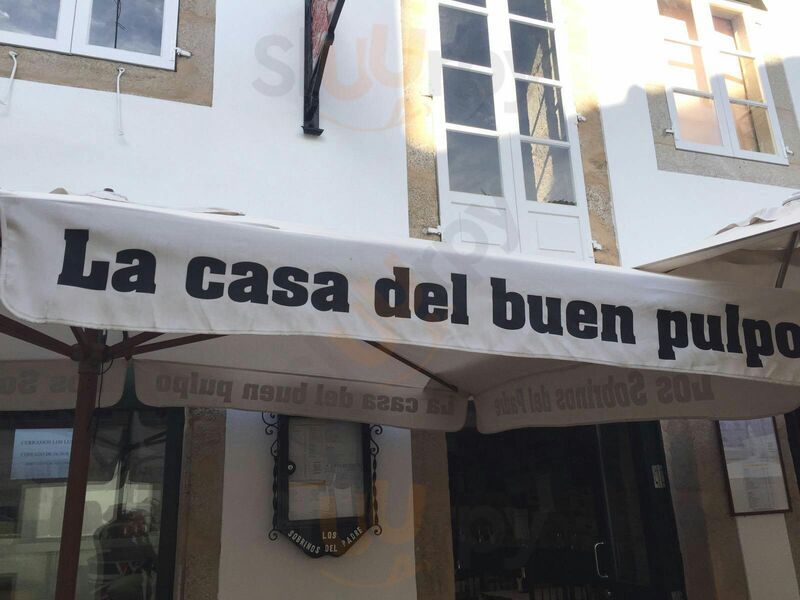 La casa del buen pulpo
La casa del buen pulpo
Los Sobrinos del Padre
LOS
SOBRINOS DEL PADRE